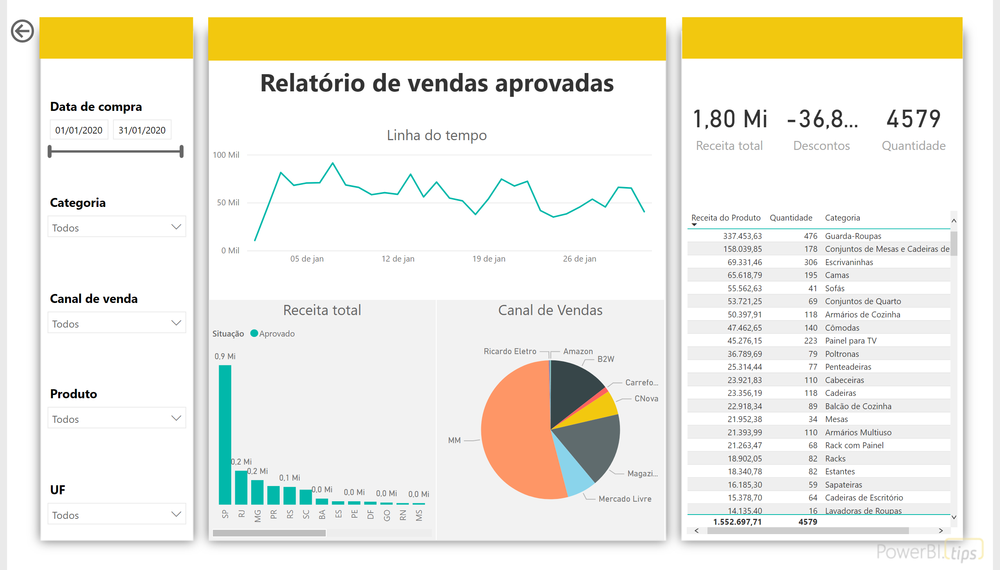 Data de compra
01/01/2020 31/01/2020
Categoria
Todos
Canal de venda
Todos
Produto
Todos
UF
Todos
Relatório de vendas aprovadas
Linha do tempo
100 Mil
50 Mil
0 Mil
05 de jan 12 de jan 19 de jan 26 de jan
Receita total
Situação Aprovado
0,9 Mi
0,2 Mi
0,2 Mi
0,1 Mi
0,0 Mi
0,0 Mi
0,0 Mi
0,0 Mi
SP RJ MG PR RS SC BA ES PE DF GO RN MS
Canal de Vendas
Ricardo Eletro Amazon
B2W
Carrefo...
CNova
MM
Magazi...
Mercado Livre
1,80 Mi -36,8... 4579
Receita total Descontos Quantidade
Receita do Produto Quantidade Categoria
337.453,63 476 Guarda-Roupas
158.039,85 178 Conjuntos de Mesas e Cadeiras de
69.331,46 306 Escrivaninhas
65.618,79 195 Camas
55.562,63 41 Sofás
53.721,25 69 Conjuntos de Quarto
50.397,91 118 Armários de Cozinha
47.462,65 140 Cômodas
45.276,15 223 Painel para TV
36.789,69 79 Poltronas
25.314,44 77 Penteadeiras
23.921,83 110 Cabeceiras
23.356,19 118 Cadeiras
22.918,34 89 Balcão de Cozinha
21.952,38 34 Mesas
21.393,99 110 Armários Multiuso
21.263,47 68 Rack com Painel
18.902,05 82 Racks
18.340,78 82 Estantes
16.185,30 59 Sapateiras
15.378,70 64 Cadeiras de Escritório
14.135,40 16 Lavadoras de Roupas
1.552.697,71 4579
PowerBI.tips